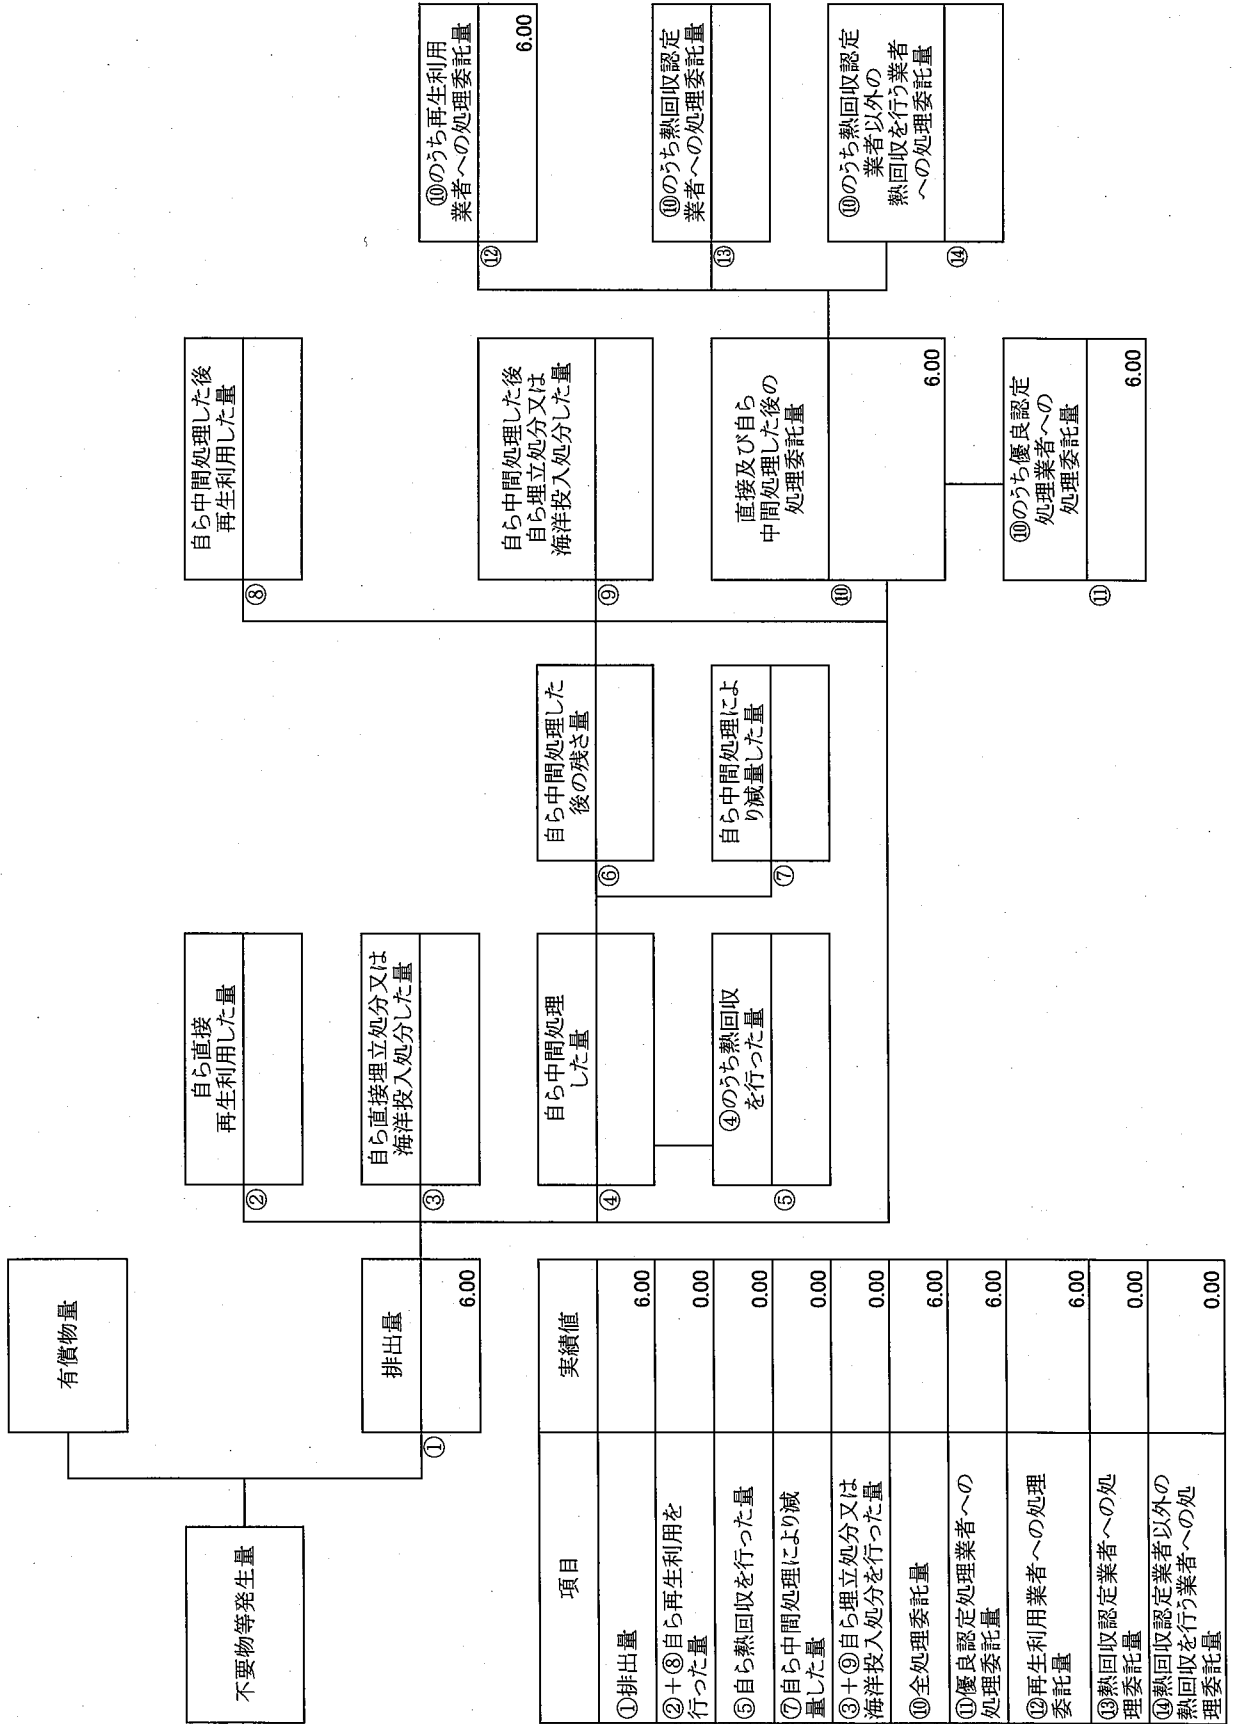 不要物等発生量
有償物量
①
排出量
6.00
②
自ら直接
再生利用した量
③
自ら直接埋立処分又は
海洋投入処分した量
④
自ら中間処理
した量
⑤
④のうち熱回収
を行った量
⑥
自ら中間処理した
後の残さ量
⑦
自ら中間処理によ
り減量した量
⑧
自ら中間処理した後
再生利用した量
⑨
自ら中間処理した後
自ら埋立処分又は
海洋投入処分した量
⑩
直接及び自ら
中間処理した後の
処理委託量
6.00
⑪
⑩のうち優良認定
処理業者への
処理委託量
6.00
⑫
⑩のうち再生利用
業者への処理委託量
6.00
⑬
⑩のうち熱回収認定
業者への処理委託量
⑭
⑩のうち熱回収認定
業者以外の
熱回収を行う業者
への処理委託量
項目 実績値
①排出量 6.00
②+⑧自ら再生利用を
行った量 0.00
⑤自ら熱回収を行った量 0.00
⑦自ら中間処理により減
量した量 0.00
③+⑨自ら埋立処分又は
海洋投入処分を行った量 0.00
⑩全処理委託量 6.00
⑪優良認定処理業者への
処理委託量 6.00
⑫再生利用業者への処理
委託量 6.00
⑬熱回収認定業者への処
理委託量 0.00
⑭熱回収認定業者以外の
熱回収を行う業者への処
理委託量 0.00